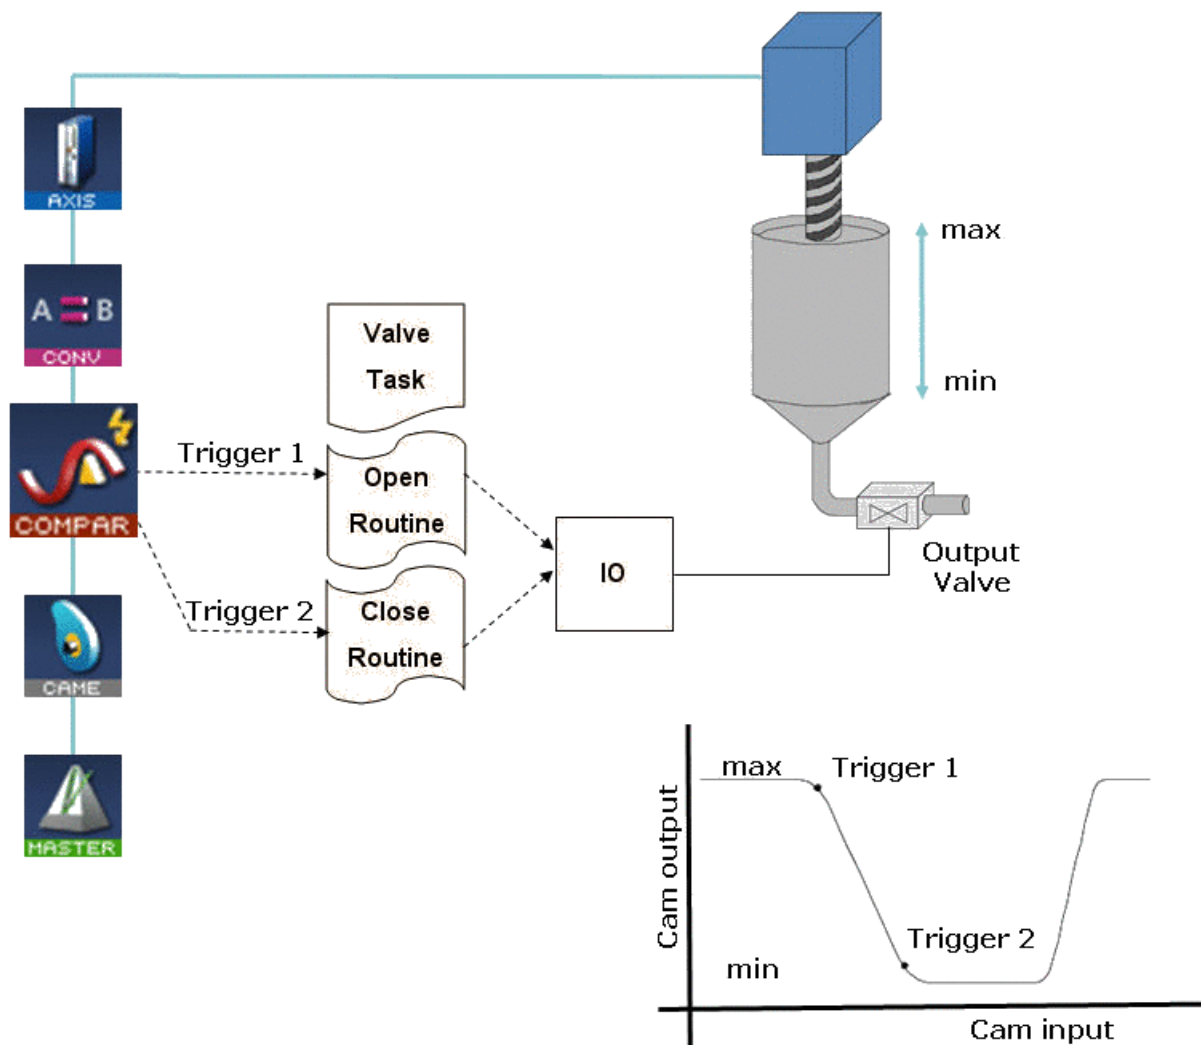 AXIS
A = B
CONV
COMPAR
CAME
MASTER
Trigger 1
Trigger 2
Valve
Task
Open
Routine
Close
Routine
IO
max
min
Output
Valve
Cam output
max
Trigger 1
Trigger 2
min
Cam input